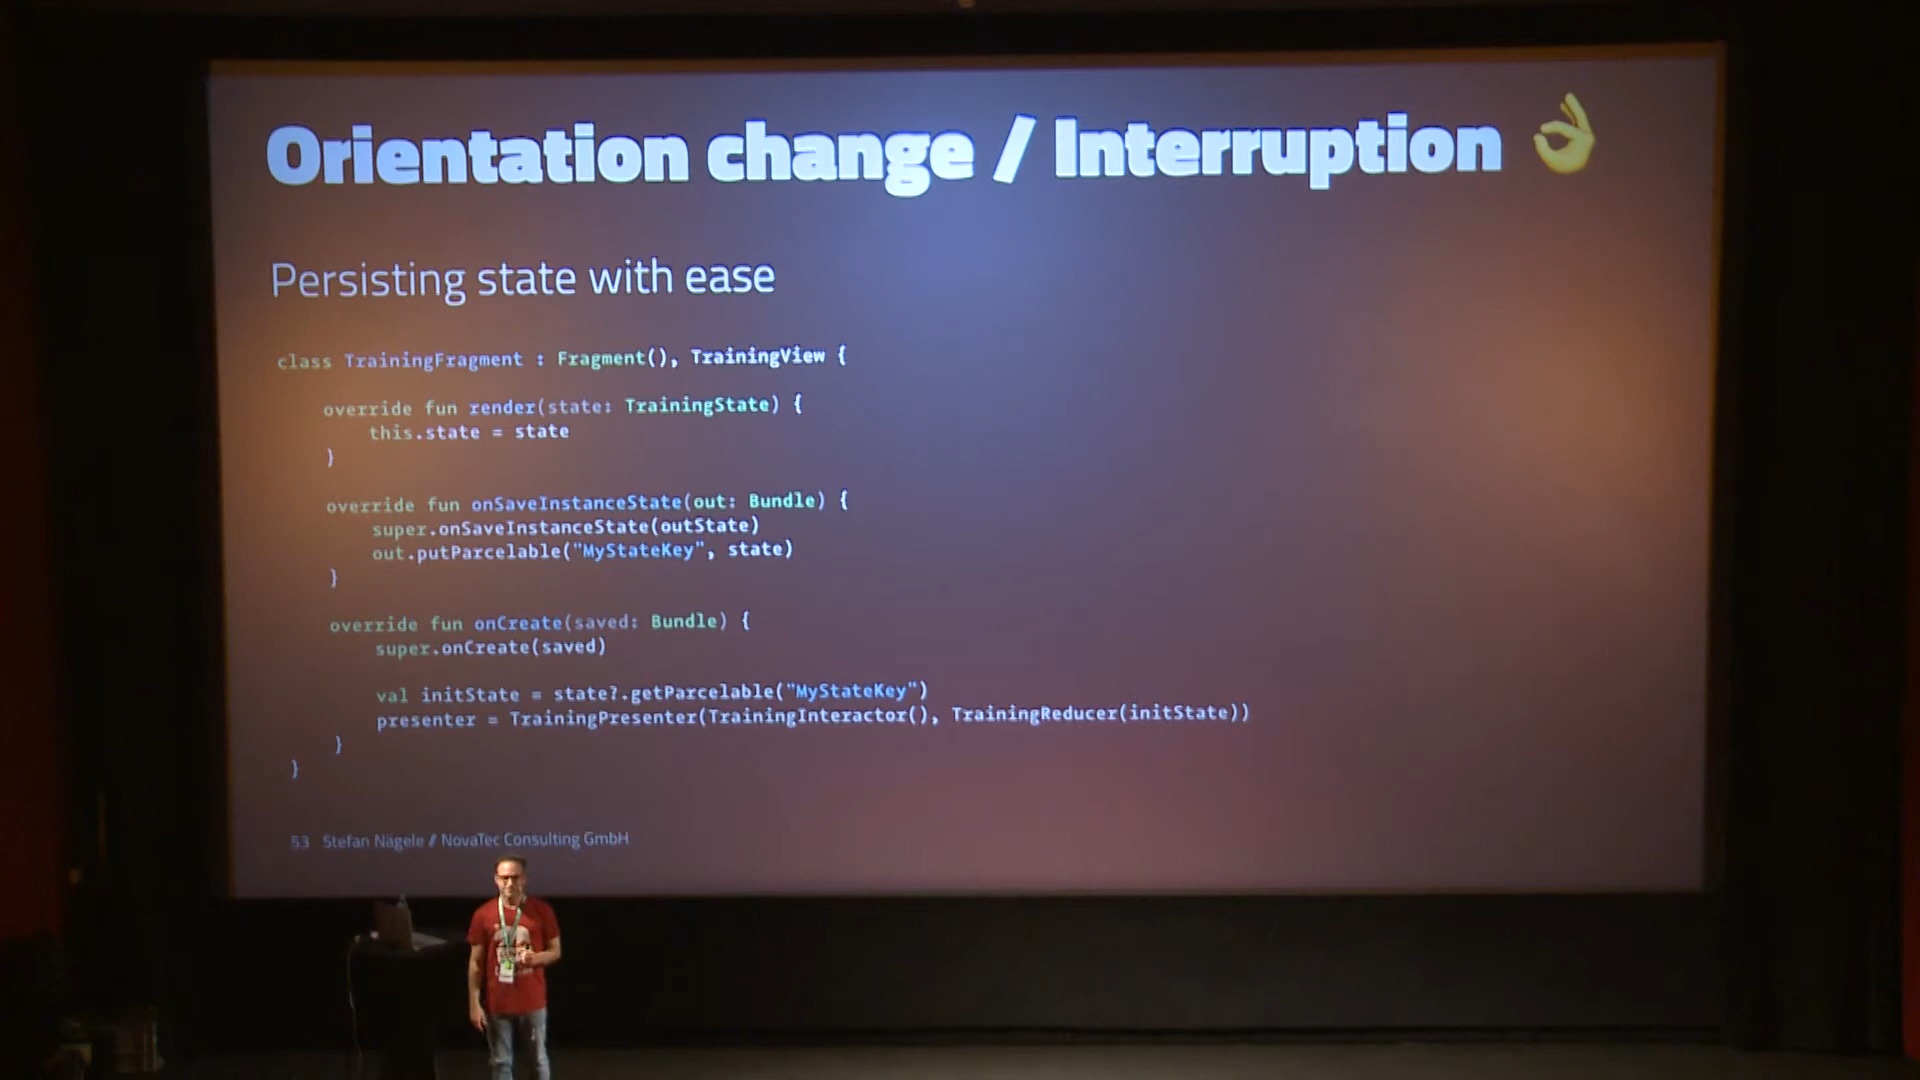 Orientation change / Interruption 👌
Persisting state with ease
class TrainingFragment : Fragment(), TrainingView {
override fun render(state: TrainingState) {
this.state = state
}
override fun onSaveInstanceState(out: Bundle) {
super.onSaveInstanceState(outState)
out.putParcelable("MyStateKey", state)
}
override fun onCreate(saved: Bundle) {
super.onCreate(saved)
val initState = state?.getParcelable("MyStateKey")
presenter = TrainingPresenter(TrainingInteractor(), TrainingReducer(initState))
}
}
53 Stefan Nägele // NovaTec Consulting GmbH